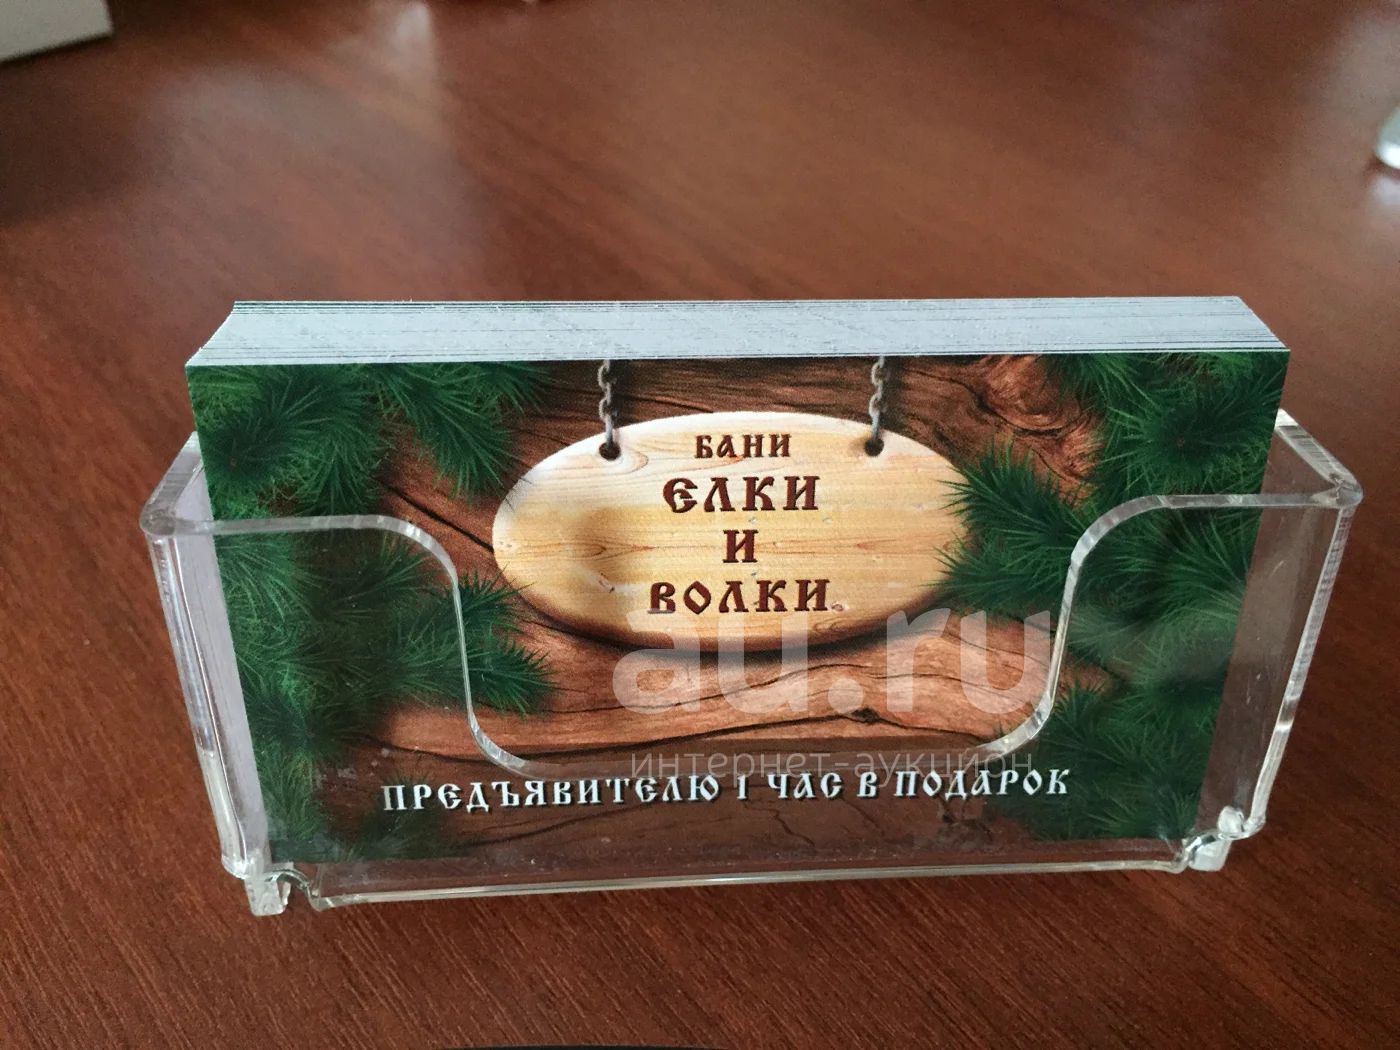 БАНИ
ЕЛКИ
И
ВОЛКИ
au.ru
интернет-аукцион
ПРЕДЪЯВИТЕЛЮ 1 ЧАС В ПОДАРОК